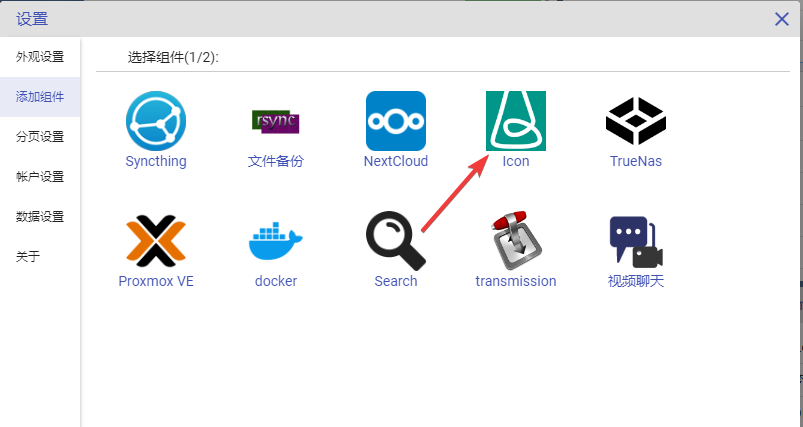 设置
外观设置
添加组件
分页设置
帐户设置
数据设置
关于
选择组件(1/2):
rsync
Syncthing
文件备份
NextCloud
Icon
TrueNas
Proxmox VE
docker
Search
transmission
视频聊天